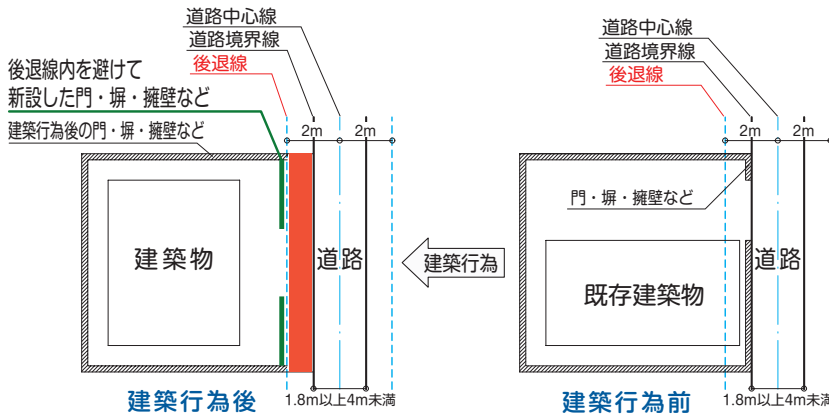 道路中心線
道路境界線
後退線
後退線内を避けて
新設した門・塀・擁壁など
建築行為後の門・塀・擁壁など
2m 2m
建築物
道路
1.8m以上4m未満
建築行為後
建築行為
道路中心線
道路境界線
後退線
2m 2m
門・塀・擁壁など
既存建築物
道路
1.8m以上4m未満
建築行為前